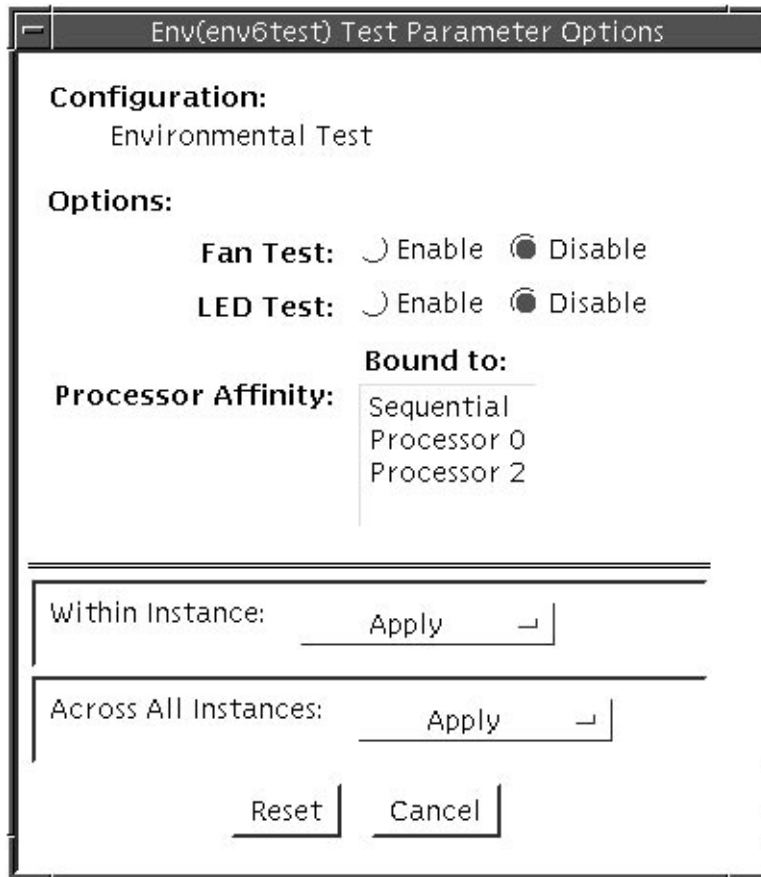 Env(env6test) Test Parameter Options
Configuration:
Environmental Test
Options:
Fan Test: Enable Disable
LED Test: Enable Disable
Bound to:
Processor Affinity:
Sequential
Processor 0
Processor 2
Within Instance: Apply
Across All Instances: Apply
Reset Cancel